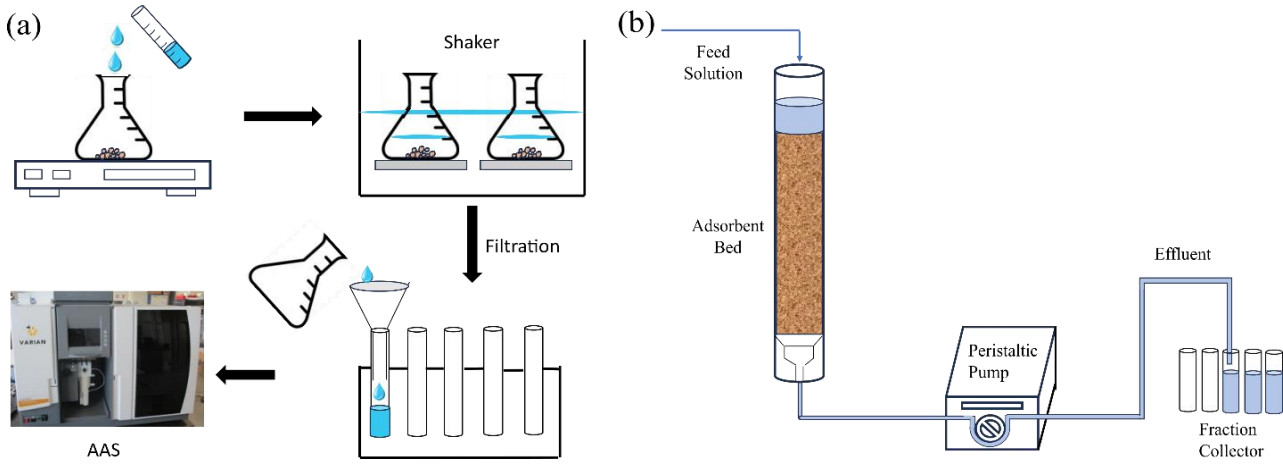 (a)
Shaker
Filtration
VARIAN
AAS
(b)
Feed
Solution
Adsorbent
Bed
Peristaltic
Pump
Effluent
Fraction
Collector